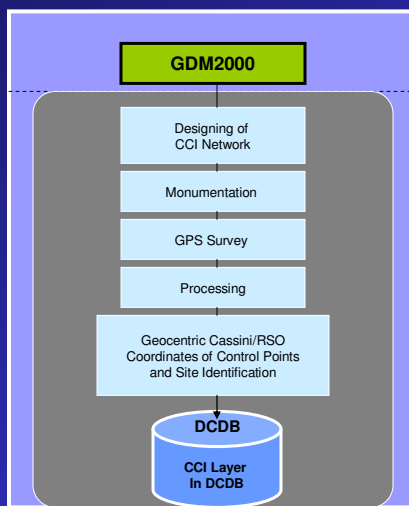 GDM2000
Designing of
CCI Network
Monumentation
GPS Survey
Processing
Geocentric Cassini/RSO
Coordinates of Control Points
and Site Identification
DCDB
CCI Layer
In DCDB